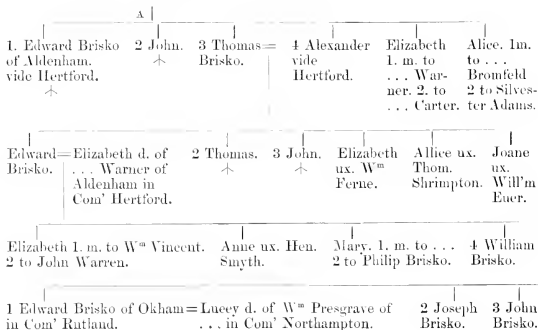 A
1. Edward Brisko
of Aldenham.
vide Hertford.
2 John.
3 Thomas=
Brisko.
4 Alexander
vide
Hertford.
Elizabeth
1. m. to
. . . War-
ner. 2. to
. . . Carter.
Alice. 1m.
to . . .
Bromfeld
2 to Silves-
ter Adams.
Edward=
Brisko.
Elizabeth d. of
. . . Warner of
Aldenham in
Com' Hertford.
2 Thomas.
3 John.
Elizabeth
ux. Wm
Ferne.
Allice ux.
Thom.
Shrimpton.
Joane
ux.
Will'm
Euer.
Elizabeth 1. m. to Wm Vincent.
2 to John Warren.
Anne ux. Hen.
Smyth.
Mary. 1. m. to . . .
2 to Philip Brisko.
4 William
Brisko.
1 Edward Brisko of Okham=
in Com' Rutland.
Lucey d. of Wm Presgrave of
. . . in Com' Northampton.
2 Joseph
Brisko.
3 John
Brisko.